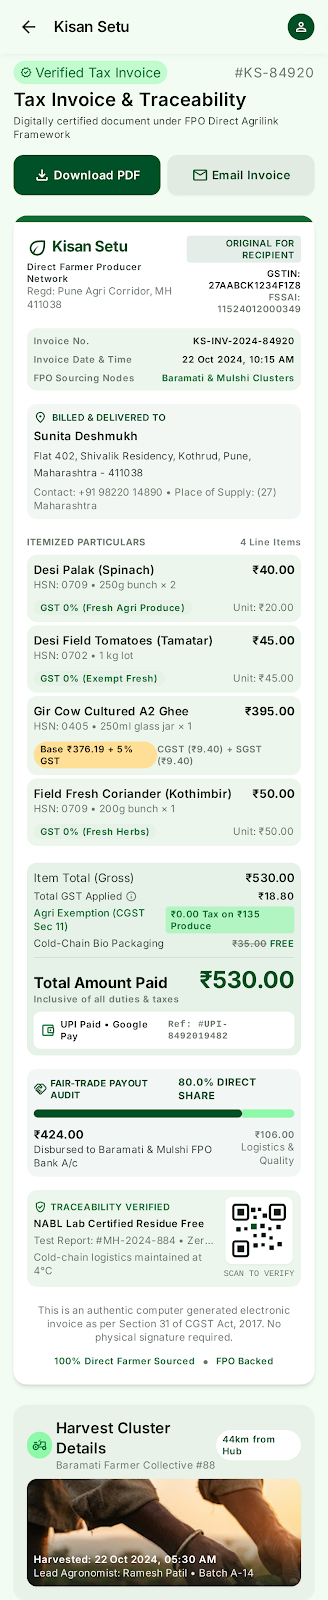 Kisan Setu
Verified Tax Invoice
#KS-84920
Tax Invoice & Traceability
Digitally certified document under FPO Direct Agrilink
Framework
Download PDF
Email Invoice
Kisan Setu
Direct Farmer Producer
Network
Regd: Pune Agri Corridor, MH
411038
ORIGINAL FOR
RECIPIENT
GSTIN:
27AABCK1234F1Z8
FSSAI:
11524012000349
Invoice No.
KS-INV-2024-84920
Invoice Date & Time
22 Oct 2024, 10:15 AM
FPO Sourcing Nodes
Baramati & Mulshi Clusters
BILLED & DELIVERED TO
Sunita Deshmukh
Flat 402, Shivalik Residency, Kothrud, Pune,
Maharashtra - 411038
Contact: +91 98220 14890 • Place of Supply: (27)
Maharashtra
ITEMIZED PARTICULARS
4 Line Items
Desi Palak (Spinach)
₹40.00
HSN: 0709 • 250g bunch × 2
GST 0% (Fresh Agri Produce)
Unit: ₹20.00
Desi Field Tomatoes (Tamatar)
₹45.00
HSN: 0702 • 1 kg lot
GST 0% (Exempt Fresh)
Unit: ₹45.00
Gir Cow Cultured A2 Ghee
₹395.00
HSN: 0405 • 250ml glass jar × 1
Base ₹376.19 + 5%
GST
CGST (₹9.40) + SGST
(₹9.40)
Field Fresh Coriander (Kothimbir)
₹50.00
HSN: 0709 • 200g bunch × 1
GST 0% (Fresh Herbs)
Unit: ₹50.00
Item Total (Gross)
₹530.00
Total GST Applied
₹18.80
Agri Exemption (CGST
Sec 11)
₹0.00 Tax on ₹135
Produce
Cold-Chain Bio Packaging
₹35.00 FREE
Total Amount Paid
₹530.00
Inclusive of all duties & taxes
UPI Paid • Google
Pay
Ref: #UPI-
8492019482
FAIR-TRADE PAYOUT
AUDIT
80.0% DIRECT
SHARE
₹424.00
Disbursed to Baramati & Mulshi FPO
Bank A/c
₹106.00
Logistics &
Quality
TRACEABILITY VERIFIED
NABL Lab Certified Residue Free
Test Report: #MH-2024-884 • Zer...
Cold-chain logistics maintained at
4°C
SCAN TO VERIFY
This is an authentic computer generated electronic
invoice as per Section 31 of CGST Act, 2017. No
physical signature required.
100% Direct Farmer Sourced • FPO Backed
Harvest Cluster
Details
Baramati Farmer Collective #88
44km from
Hub
Harvested: 22 Oct 2024, 05:30 AM
Lead Agronomist: Ramesh Patil • Batch A-14